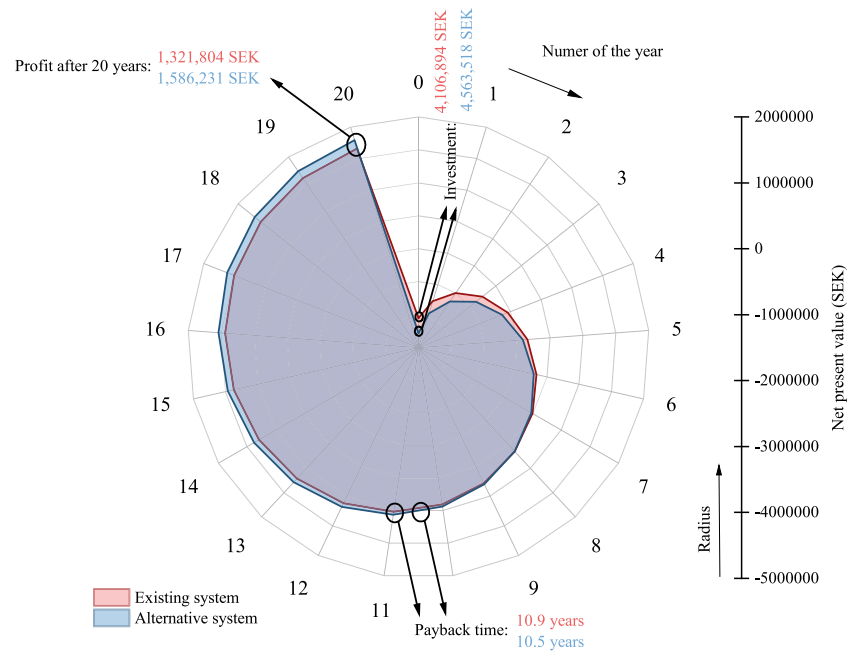 Profit after 20 years:
1,321,804 SEK
1,586,231 SEK
4,106,894 SEK
4,563,518 SEK
Investment:
Numer of the year
0
1
2
3
4
5
6
7
8
9
11
12
13
14
15
16
17
18
19
20
2000000
1000000
0
-1000000
-2000000
-3000000
-4000000
-5000000
Net present value (SEK)
Radius
Existing system
Alternative system
Payback time:
10.9 years
10.5 years